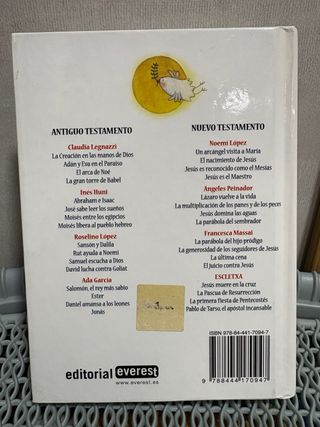 ANTIGUO TESTAMENTO
Claudia Legnazzi
La Creación en las manos de Dios
Adán y Eva en el Paraíso
El arca de Noé
La gran torre de Babel
Inés Huni
Abraham e Isaac
José sabe leer los sueños
Moisés entre los egipcios
Moisés libera al pueblo hebreo
Roselino López
Sansón y Dalila
Rut ayuda a Noemí
Samuel escucha a Dios
David lucha contra Goliat
Ada García
Salomón, el rey más sabio
Ester
Daniel amansa a los leones
Jonás
NUEVO TESTAMENTO
Noemí López
Un arcángel visita a María
El nacimiento de Jesús
Jesús es reconocido como el Mesías
Jesús es el Maestro
Ángeles Peinador
Lázaro vuelve a la vida
La multiplicación de los panes y de los peces
Jesús domina las aguas
La parábola del sembrador
Francesca Massai
La parábola del hijo pródigo
La generosidad de los seguidores de Jesús
La última cena
El juicio contra Jesús
ESCLETXA
Jesús muere en la cruz
La Pascua de Resurrección
La primera fiesta de Pentecostés
Pablo de Tarso, el apóstol incansable
editorial everest
www.everest.es
ISBN 978-84-441-7094-7
9 788444 170947